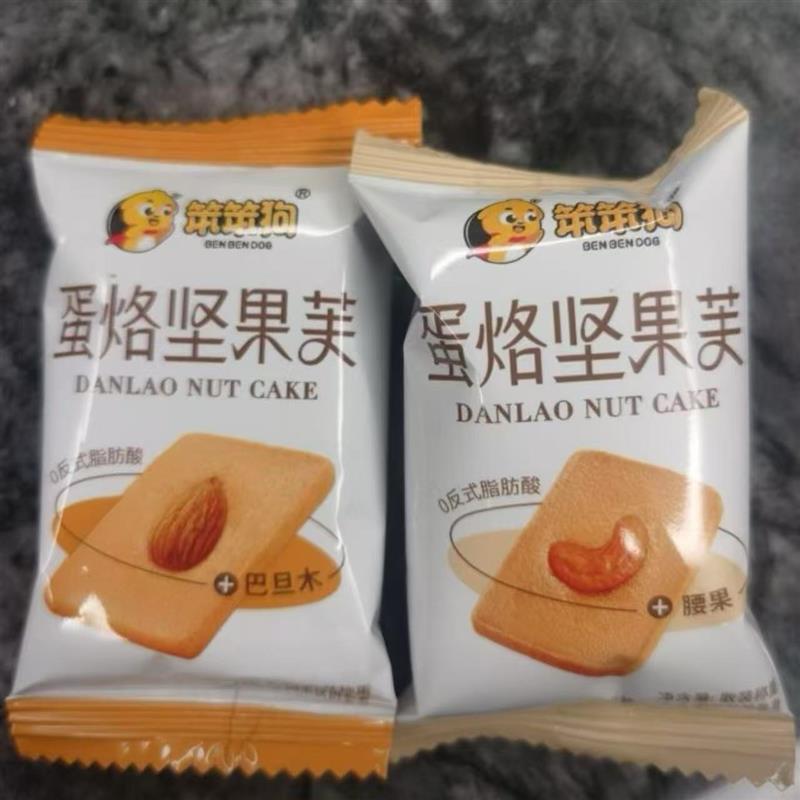 笨笨狗®
BEN BEN DOG
蛋烙坚果芙
DANLAO NUT CAKE
0反式脂肪酸
+巴旦木
笨笨狗
BEN BEN DOG
蛋烙坚果芙
DANLAO NUT CAKE
0反式脂肪酸
+腰果